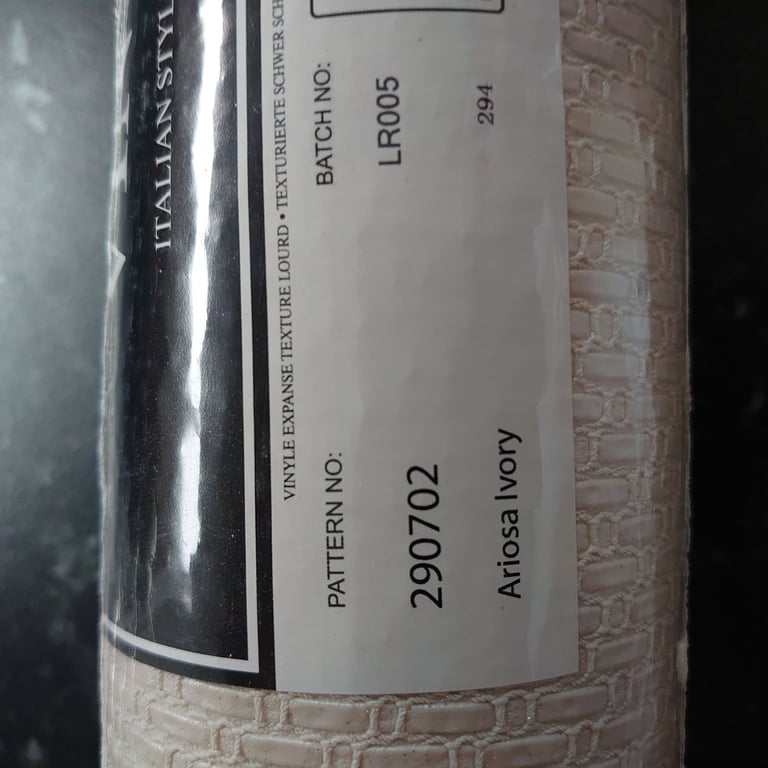 ITALIAN STYL
VINYLE EXPANSE TEXTURE LOURD • TEXTURIERTE SCHWER SCH
PATTERN NO:
BATCH NO:
290702
LR005
Ariosa Ivory
294